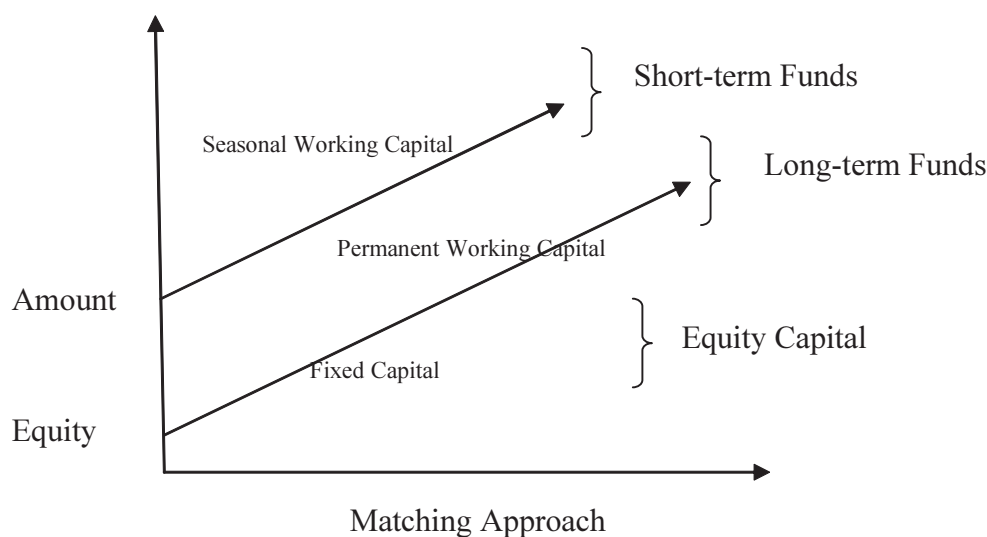 Short-term Funds
Seasonal Working Capital
Long-term Funds
Permanent Working Capital
Amount
Equity Capital
Fixed Capital
Equity
Matching Approach